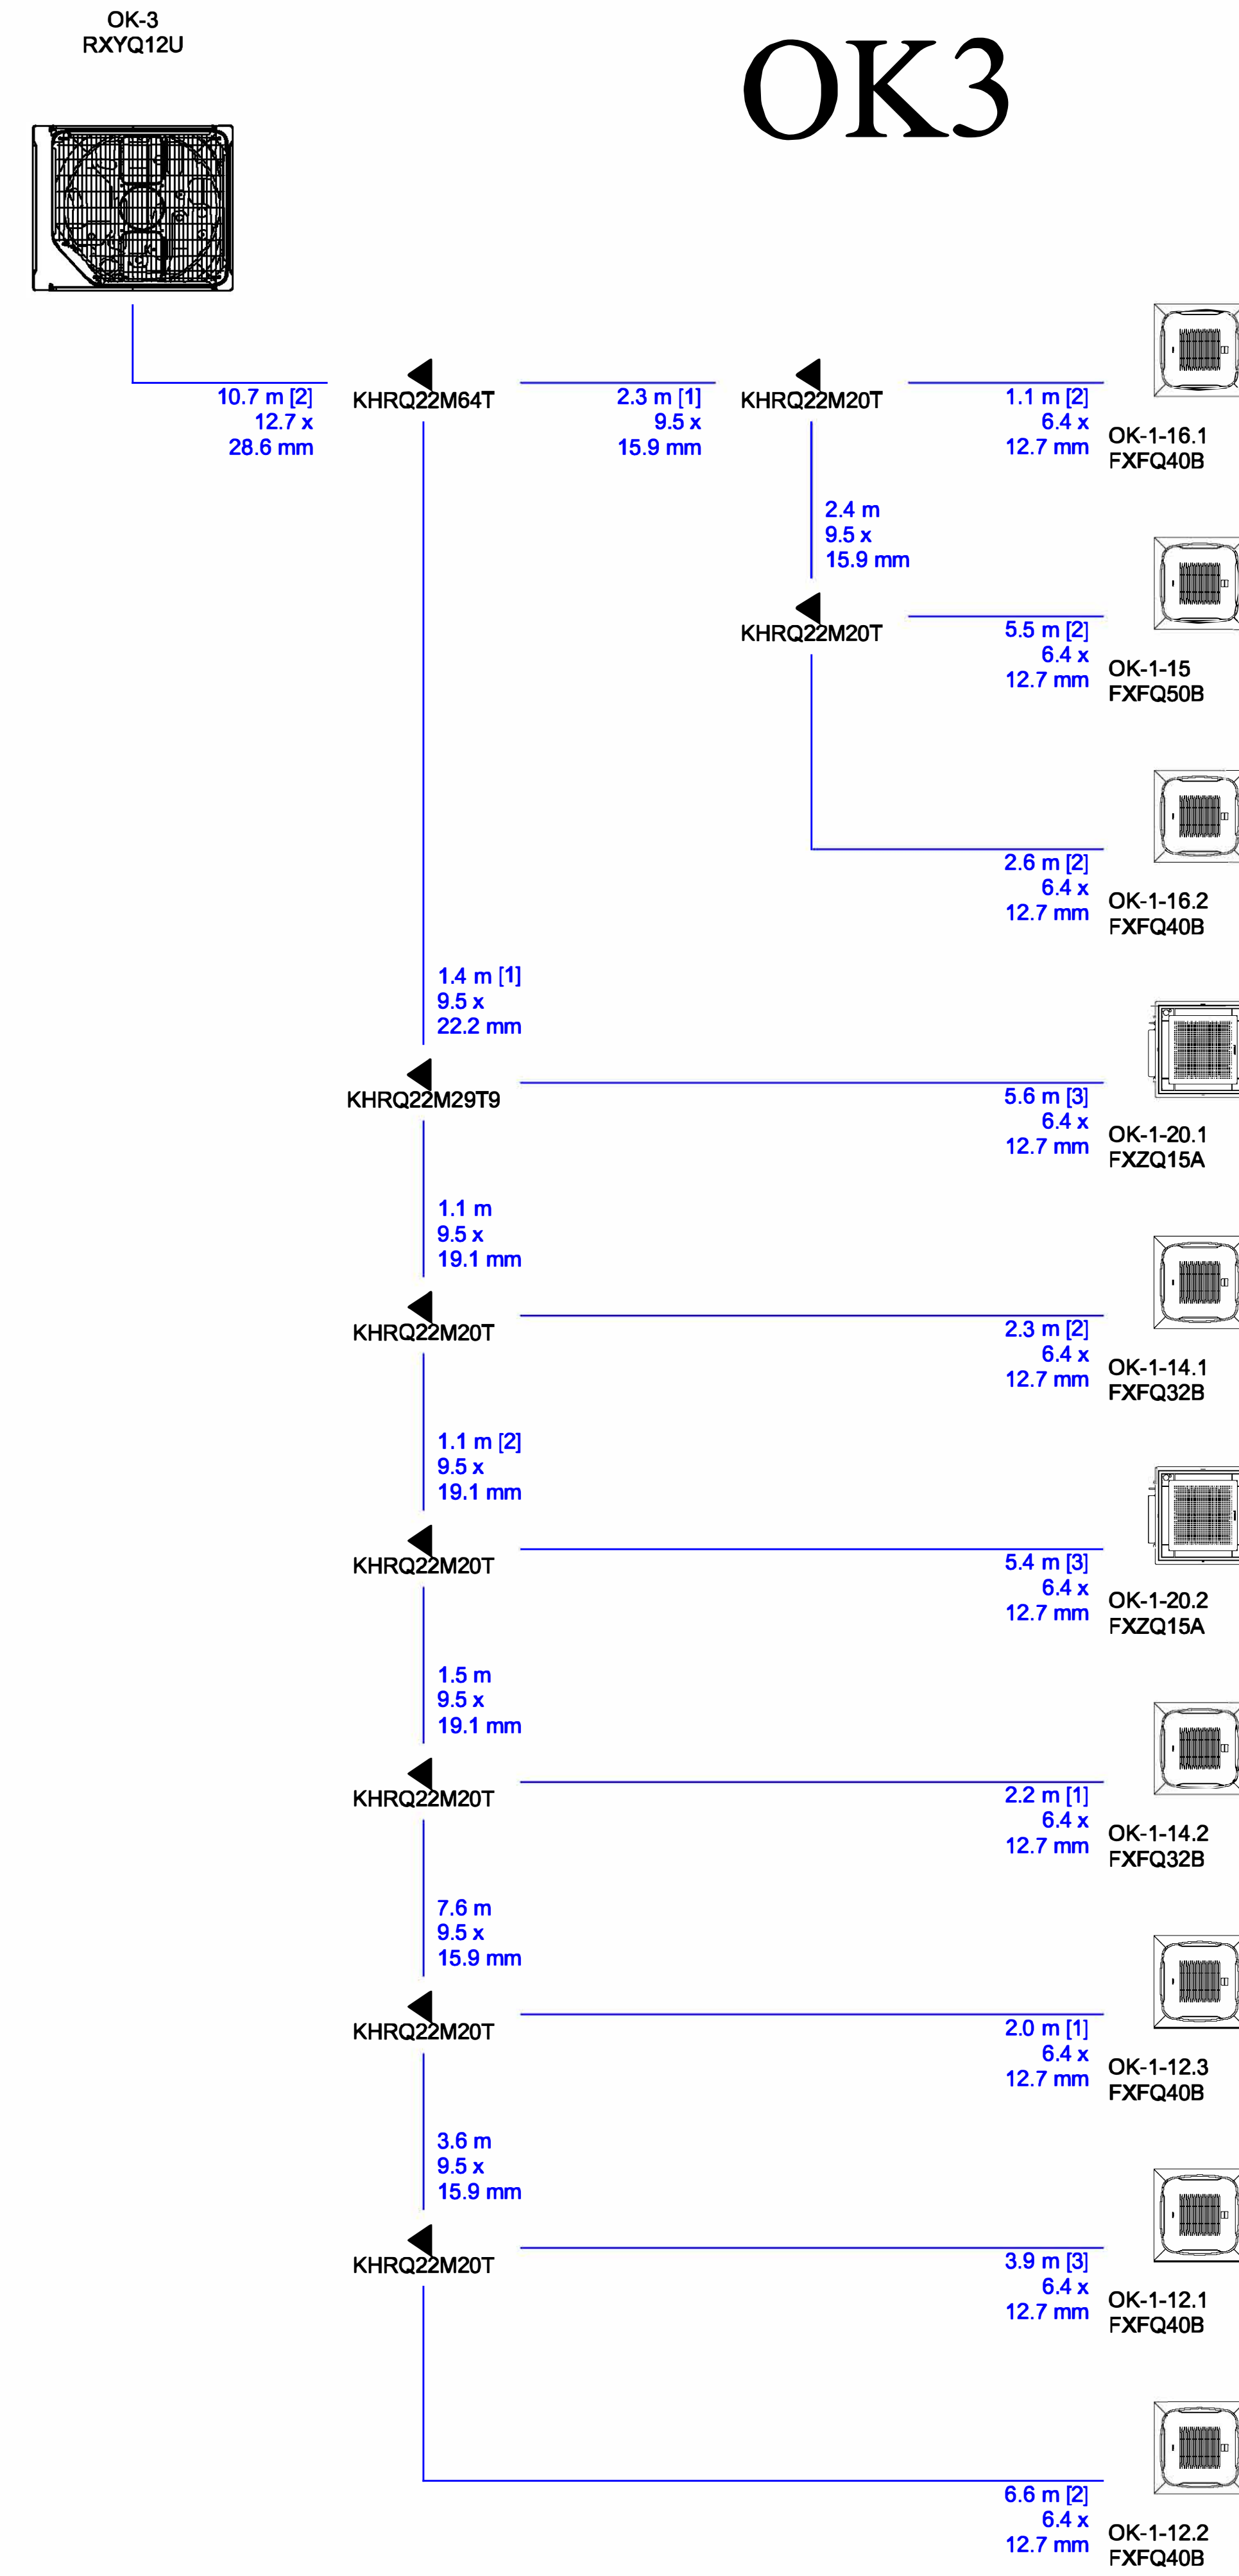 OK-3
RXYQ12U
OK3
10.7 m [2]
12.7 x
28.6 mm
KHRQ22M64T
2.3 m [1]
9.5 x
15.9 mm
KHRQ22M20T
1.1 m [2]
6.4 x
12.7 mm
OK-1-16.1
FXFQ40B
2.4 m
9.5 x
15.9 mm
KHRQ22M20T
5.5 m [2]
6.4 x
12.7 mm
OK-1-15
FXFQ50B
2.6 m [2]
6.4 x
12.7 mm
OK-1-16.2
FXFQ40B
1.4 m [1]
9.5 x
22.2 mm
KHRQ22M29T9
5.6 m [3]
6.4 x
12.7 mm
OK-1-20.1
FXZQ15A
1.1 m
9.5 x
19.1 mm
KHRQ22M20T
2.3 m [2]
6.4 x
12.7 mm
OK-1-14.1
FXFQ32B
1.1 m [2]
9.5 x
19.1 mm
KHRQ22M20T
5.4 m [3]
6.4 x
12.7 mm
OK-1-20.2
FXZQ15A
1.5 m
9.5 x
19.1 mm
KHRQ22M20T
2.2 m [1]
6.4 x
12.7 mm
OK-1-14.2
FXFQ32B
7.6 m
9.5 x
15.9 mm
KHRQ22M20T
2.0 m [1]
6.4 x
12.7 mm
OK-1-12.3
FXFQ40B
3.6 m
9.5 x
15.9 mm
KHRQ22M20T
3.9 m [3]
6.4 x
12.7 mm
OK-1-12.1
FXFQ40B
6.6 m [2]
6.4 x
12.7 mm
OK-1-12.2
FXFQ40B